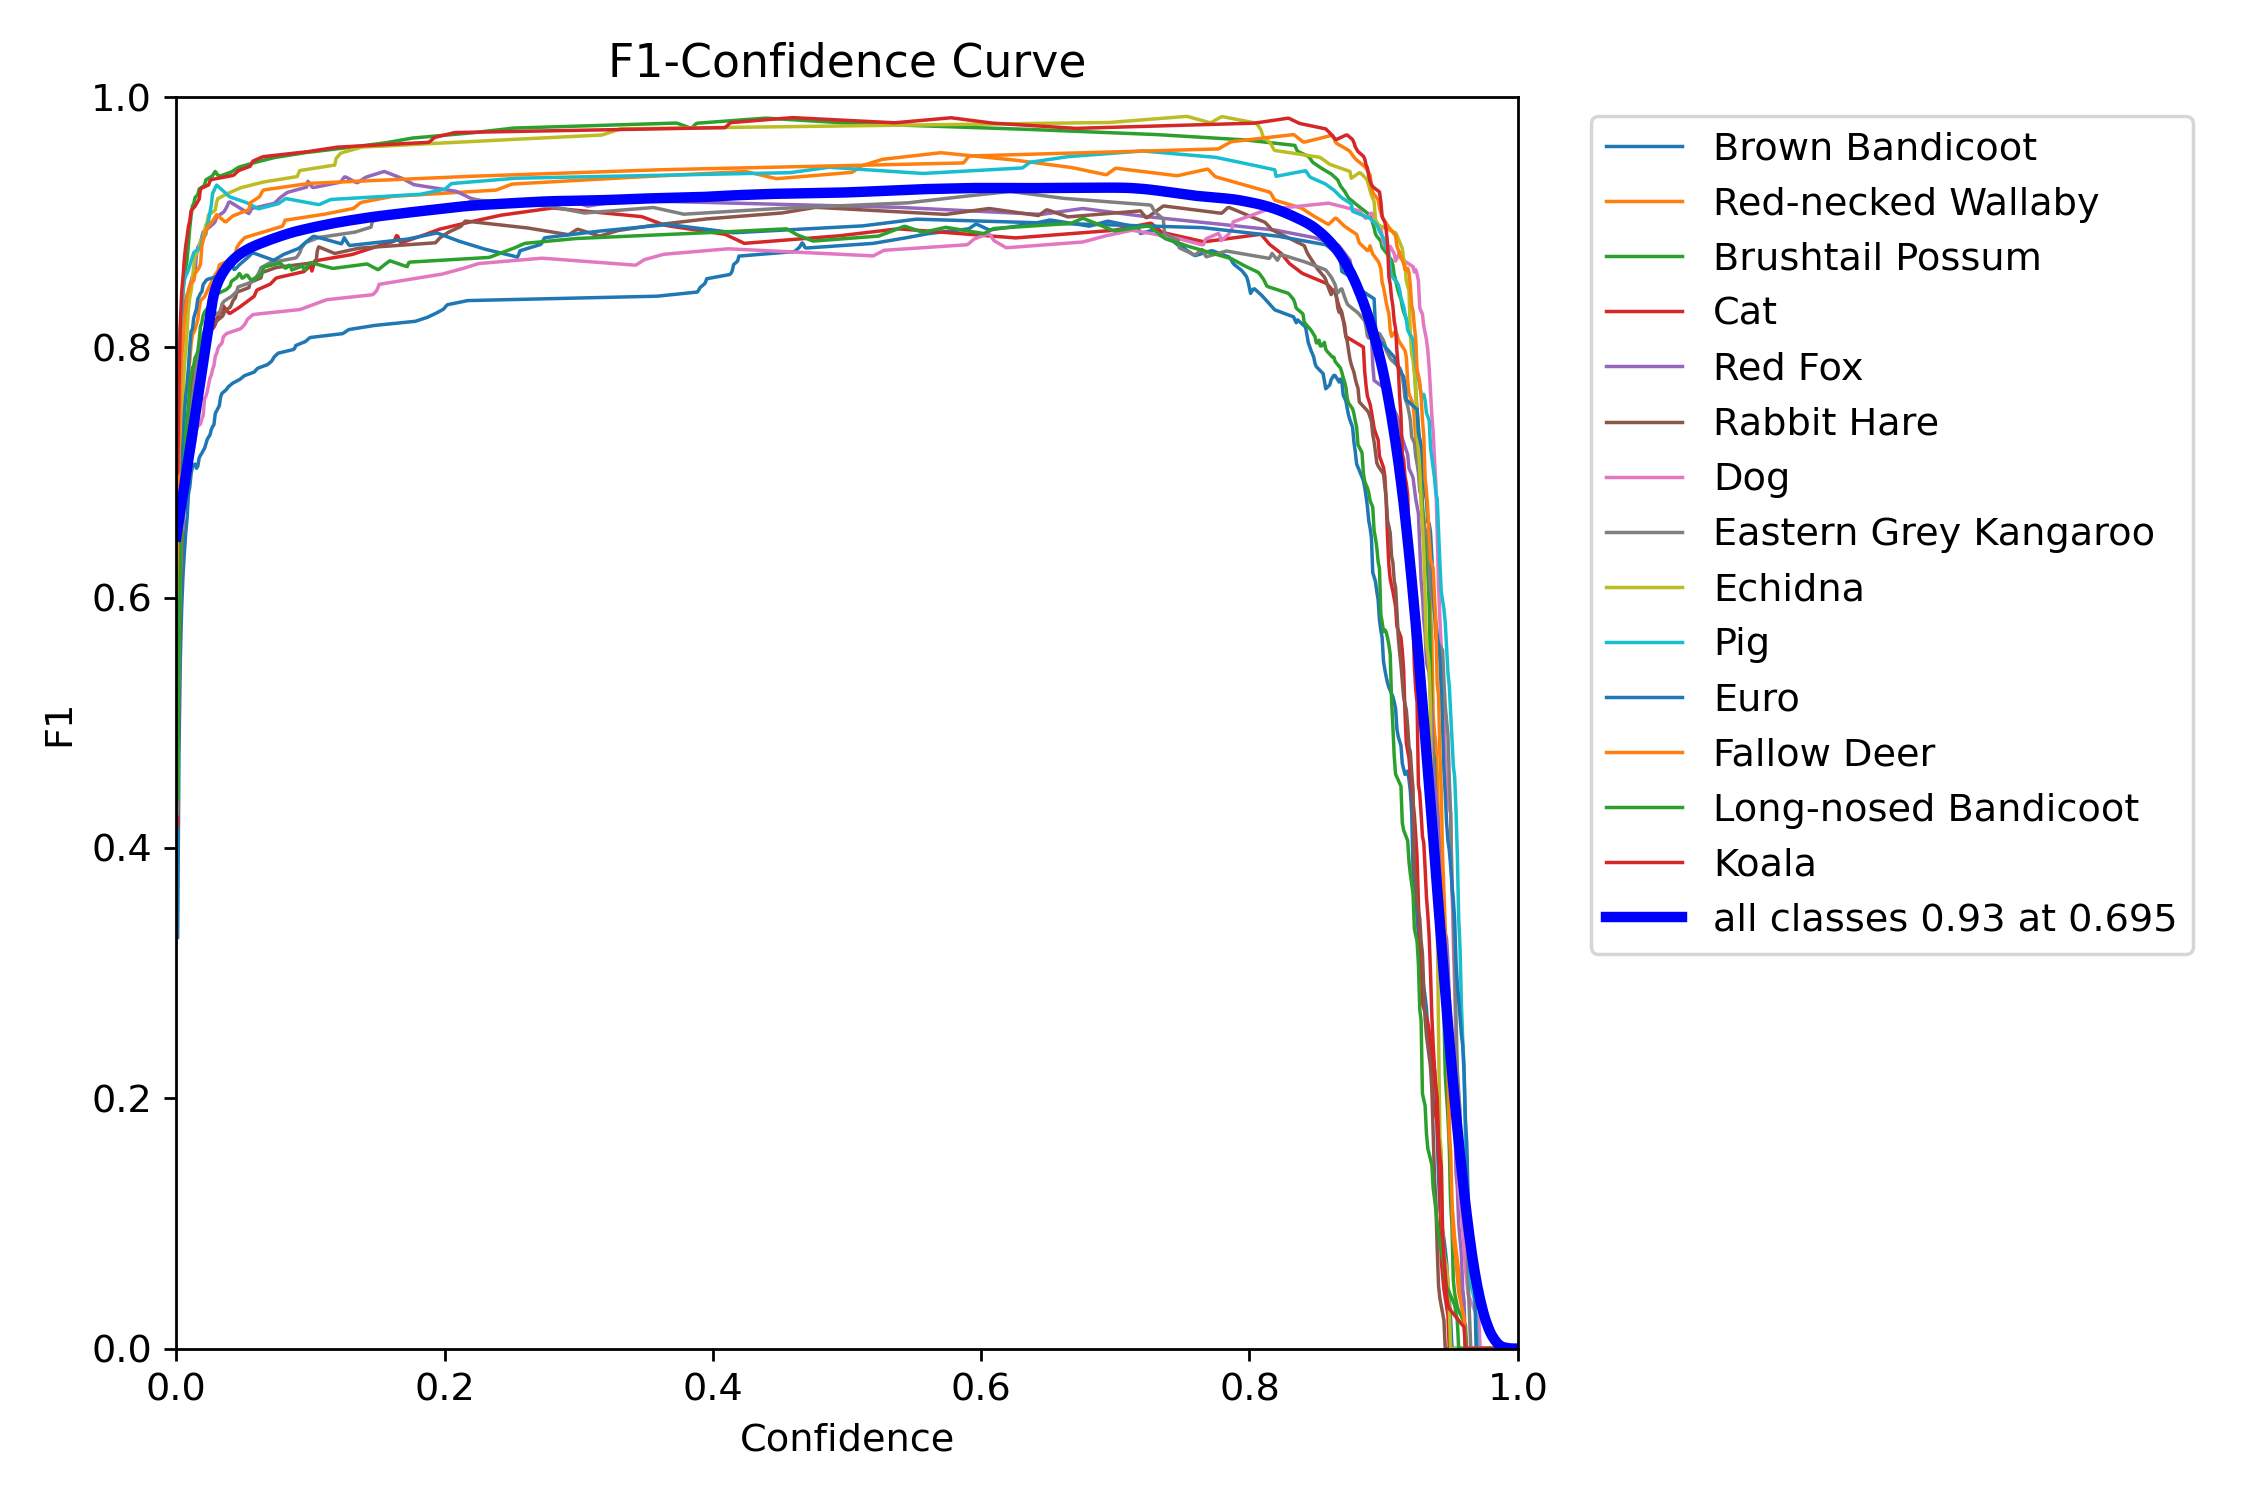 F1-Confidence Curve
1.0
0.8
0.6
0.4
0.2
0.0
F1
0.0 0.2 0.4 0.6 0.8 1.0
Confidence
Brown Bandicoot
Red-necked Wallaby
Brushtail Possum
Cat
Red Fox
Rabbit Hare
Dog
Eastern Grey Kangaroo
Echidna
Pig
Euro
Fallow Deer
Long-nosed Bandicoot
Koala
all classes 0.93 at 0.695